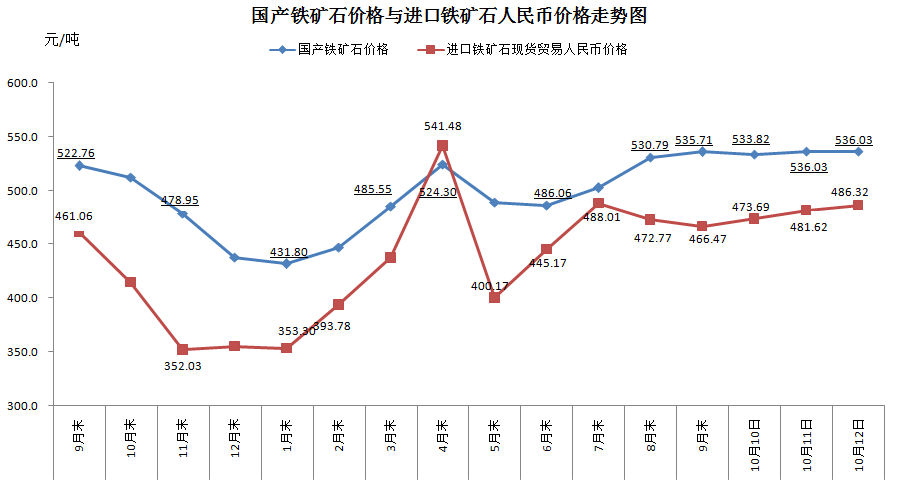 国产铁矿石价格与进口铁矿石人民币价格走势图
元/吨
国产铁矿石价格
进口铁矿石现货贸易人民币价格
600.0
550.0
500.0
450.0
400.0
350.0
300.0
522.76
478.95
431.80
485.55
524.30
486.06
530.79
535.71
533.82
536.03
536.03
461.06
352.03
353.30
393.78
541.48
400.17
445.17
488.01
472.77
466.47
473.69
481.62
486.32
9月末
10月末
11月末
12月末
1月末
2月末
3月末
4月末
5月末
6月末
7月末
8月末
9月末
10月10日
10月11日
10月12日